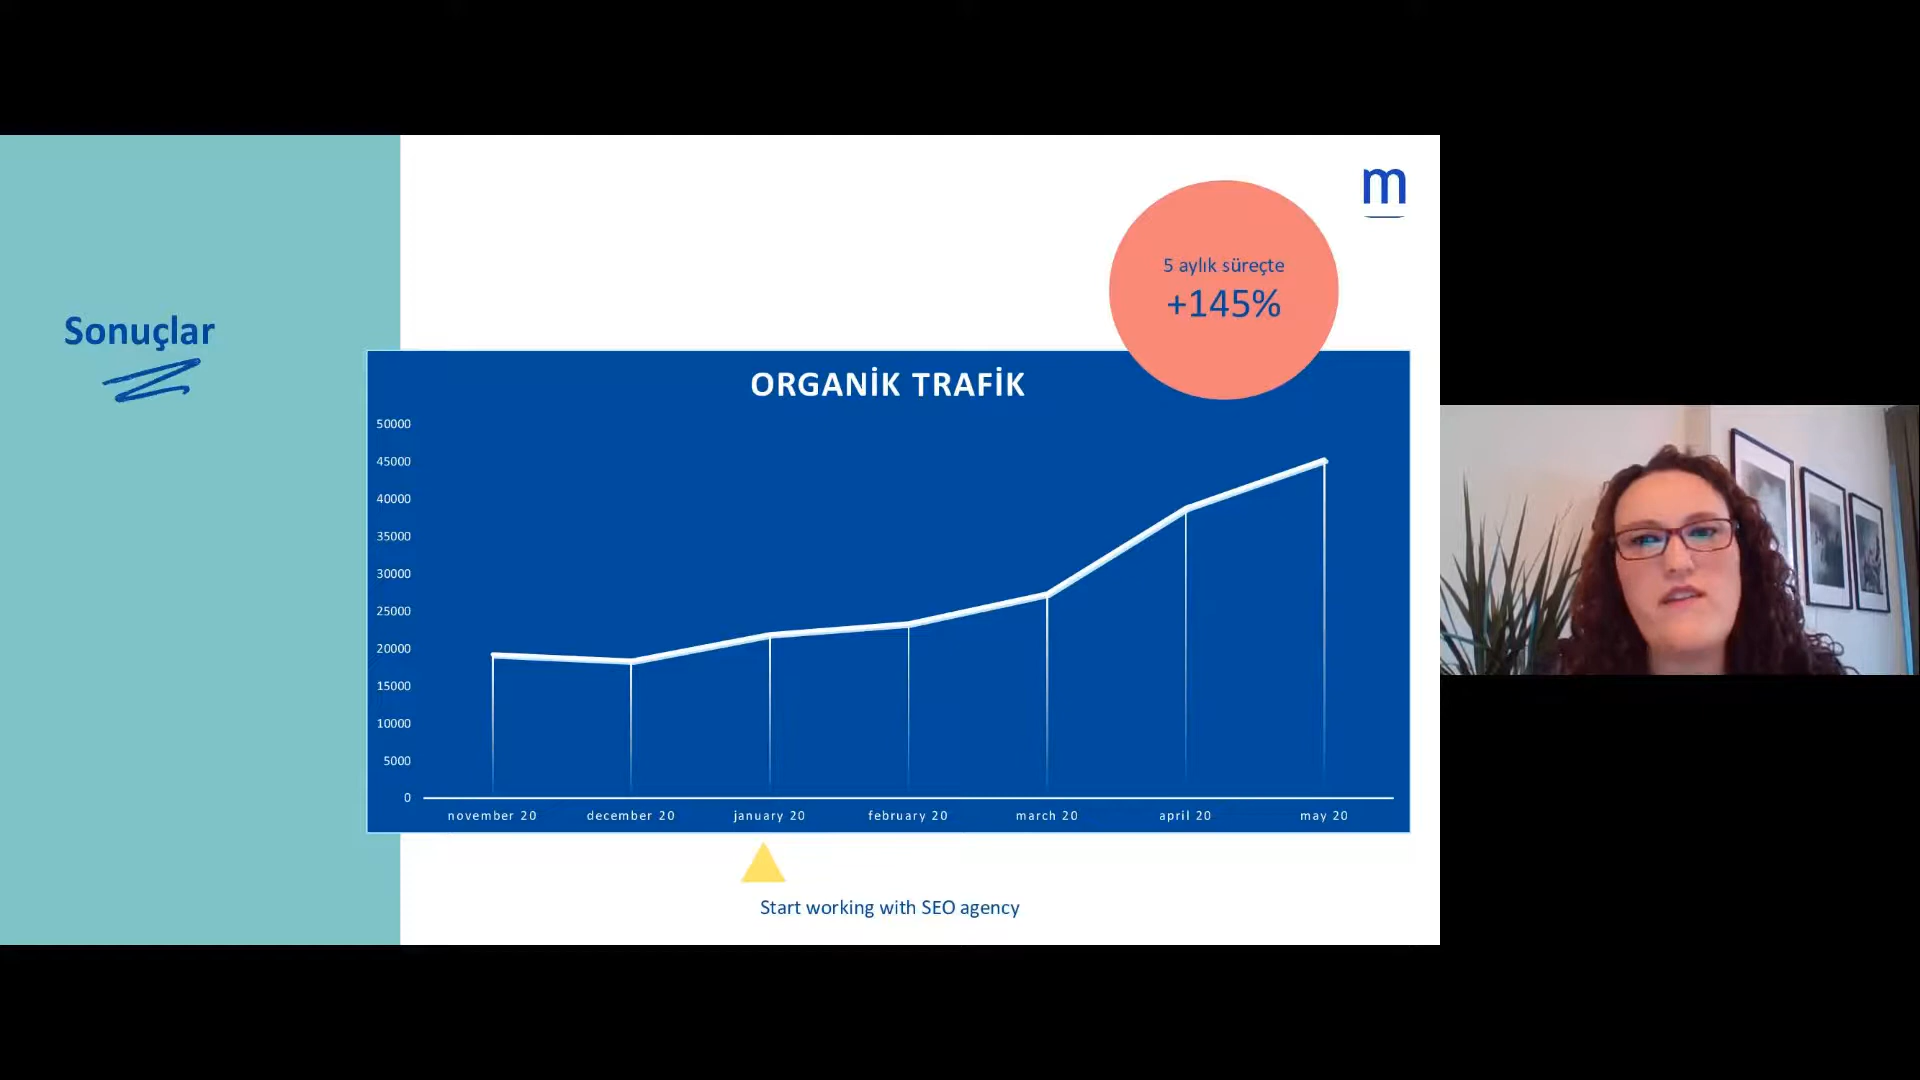 m
5 aylık süreçte
+145%
Sonuçlar
ORGANİK TRAFİK
50000
45000
40000
35000
30000
25000
20000
15000
10000
5000
0
november 20 december 20 january 20 february 20 march 20 april 20 may 20
Start working with SEO agency